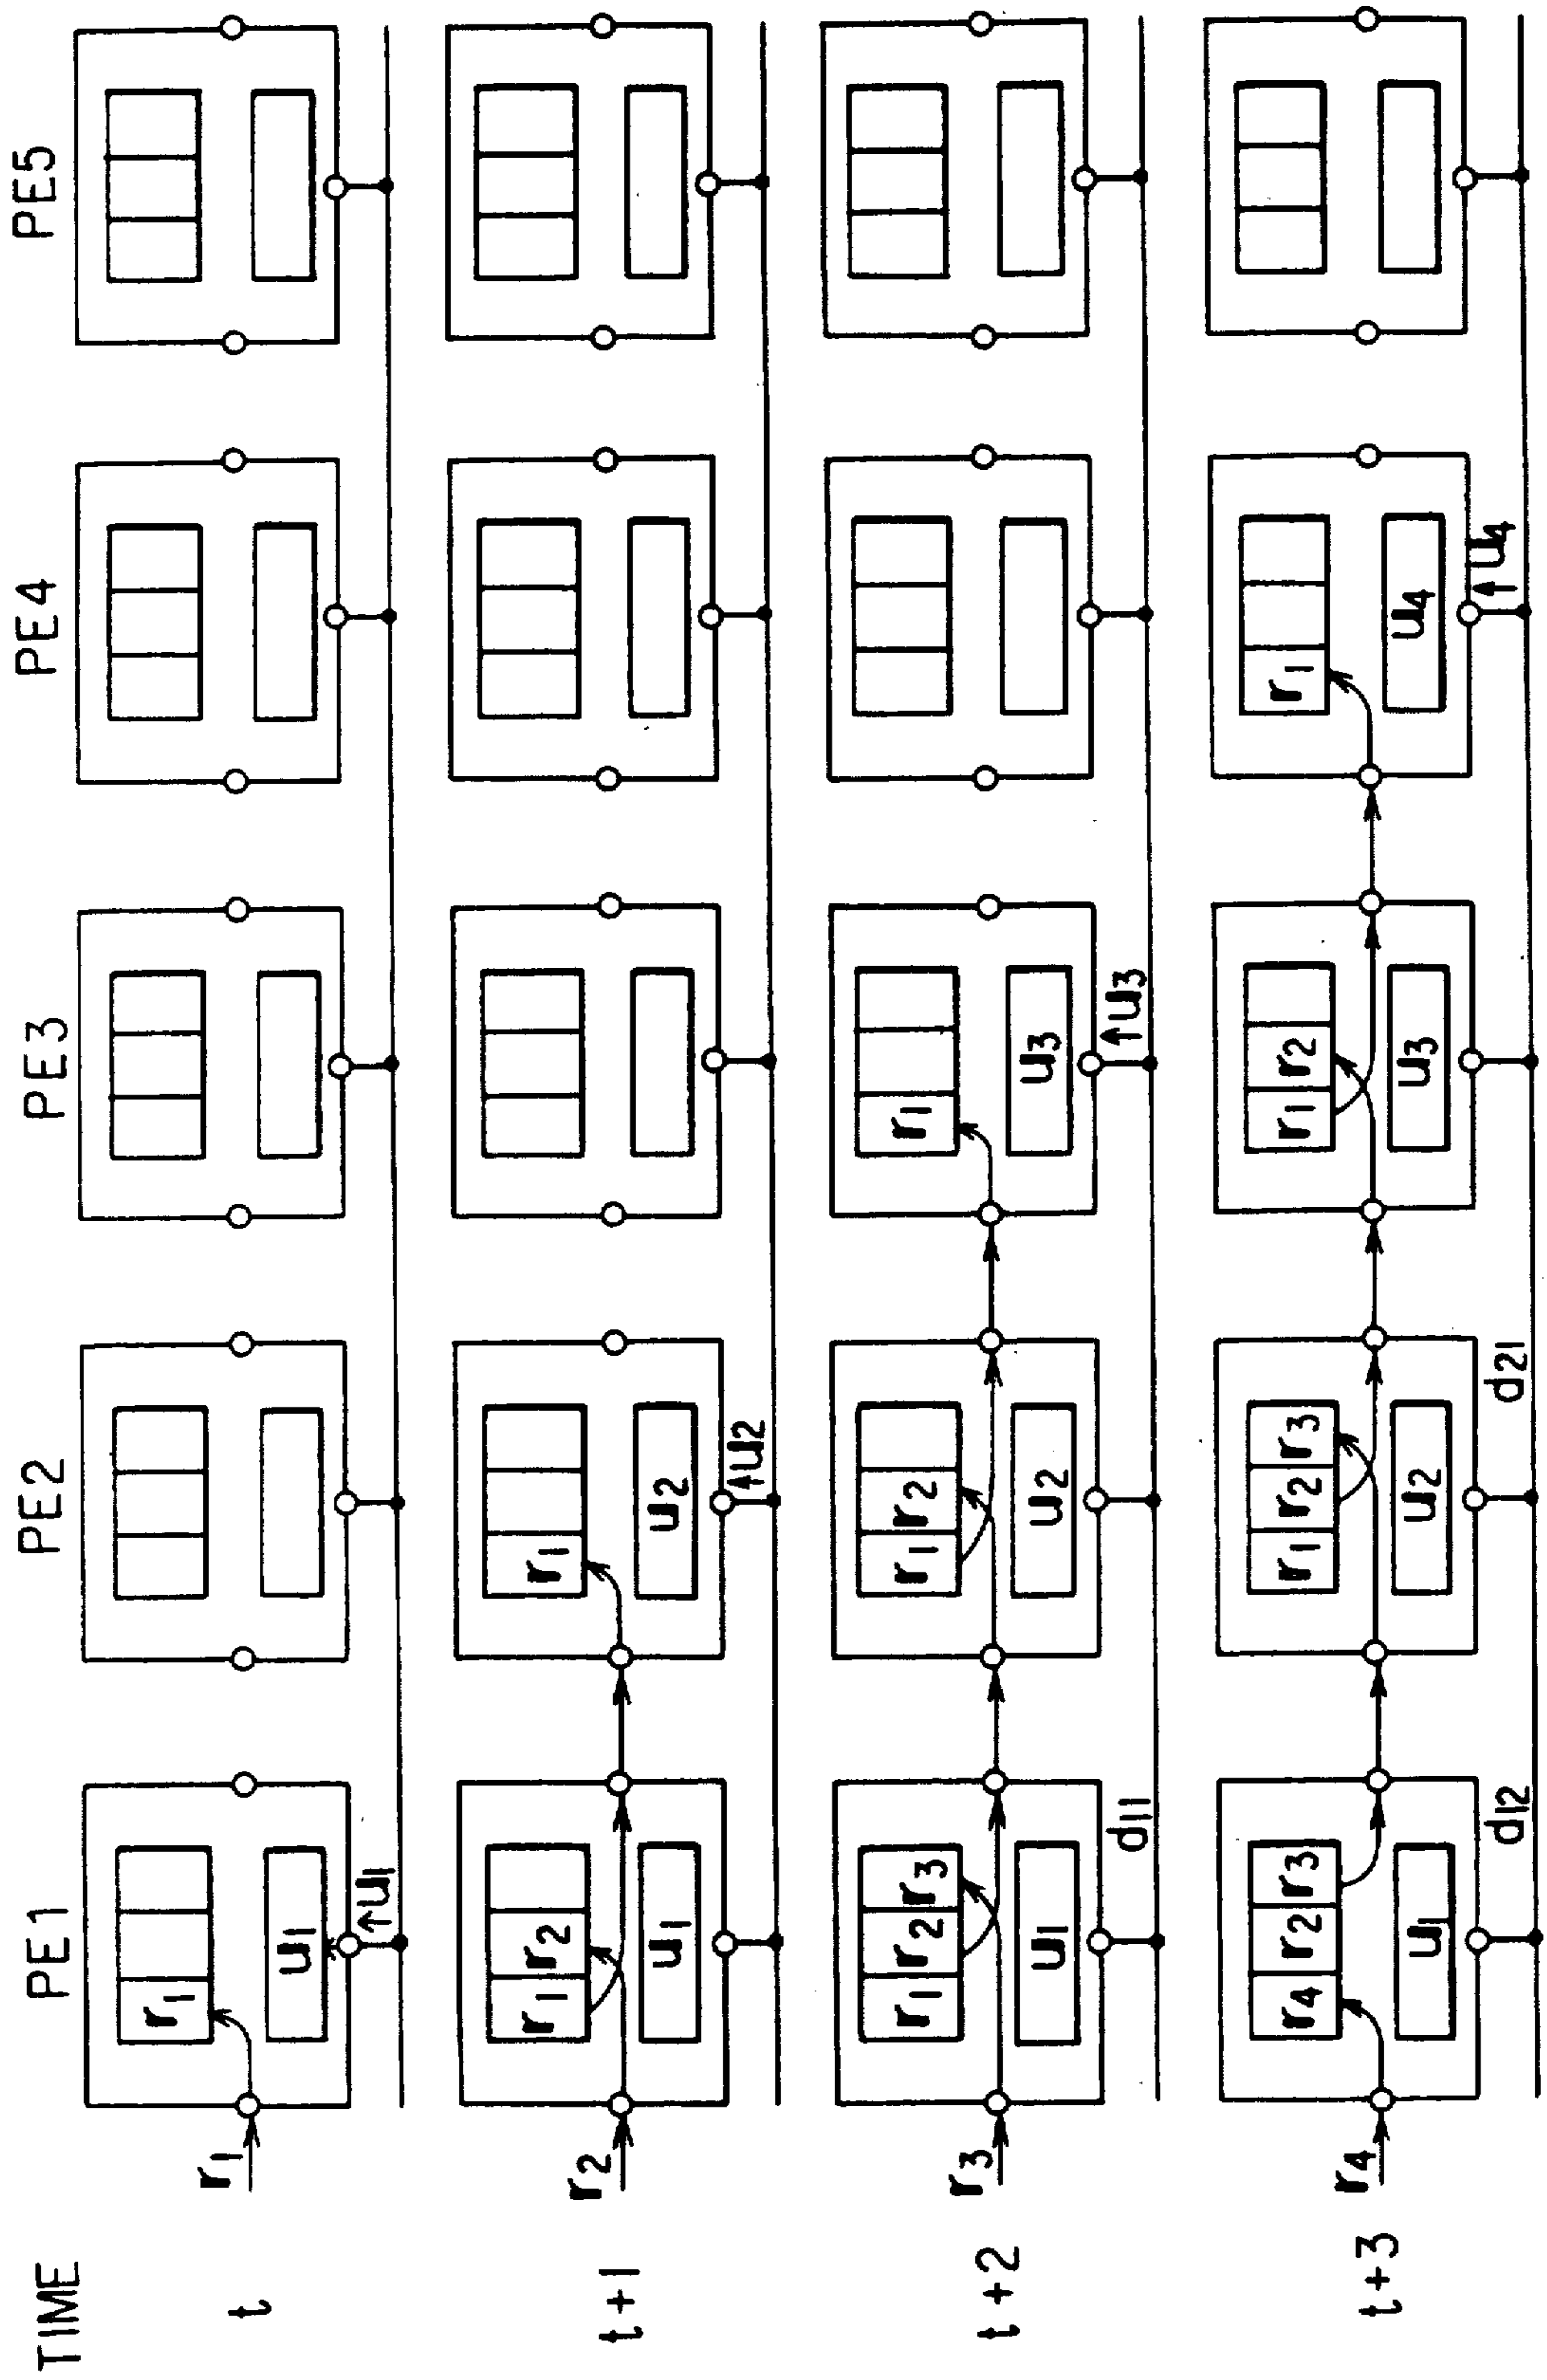 TIME PE1 PE2 PE3 PE4 PE5
t
r1
r1
u1
↑u1
t+1
r2
r1 r2
u1
r1
u2
↑u2
t+2
r3
r1 r2 r3
u1
d11
r1 r2
u2
r1
u3
↑u3
t+3
r4
r4 r2 r3
u1
d12
r1 r2 r3
u2
d21
r1 r2
u3
r1
u4
↑u4